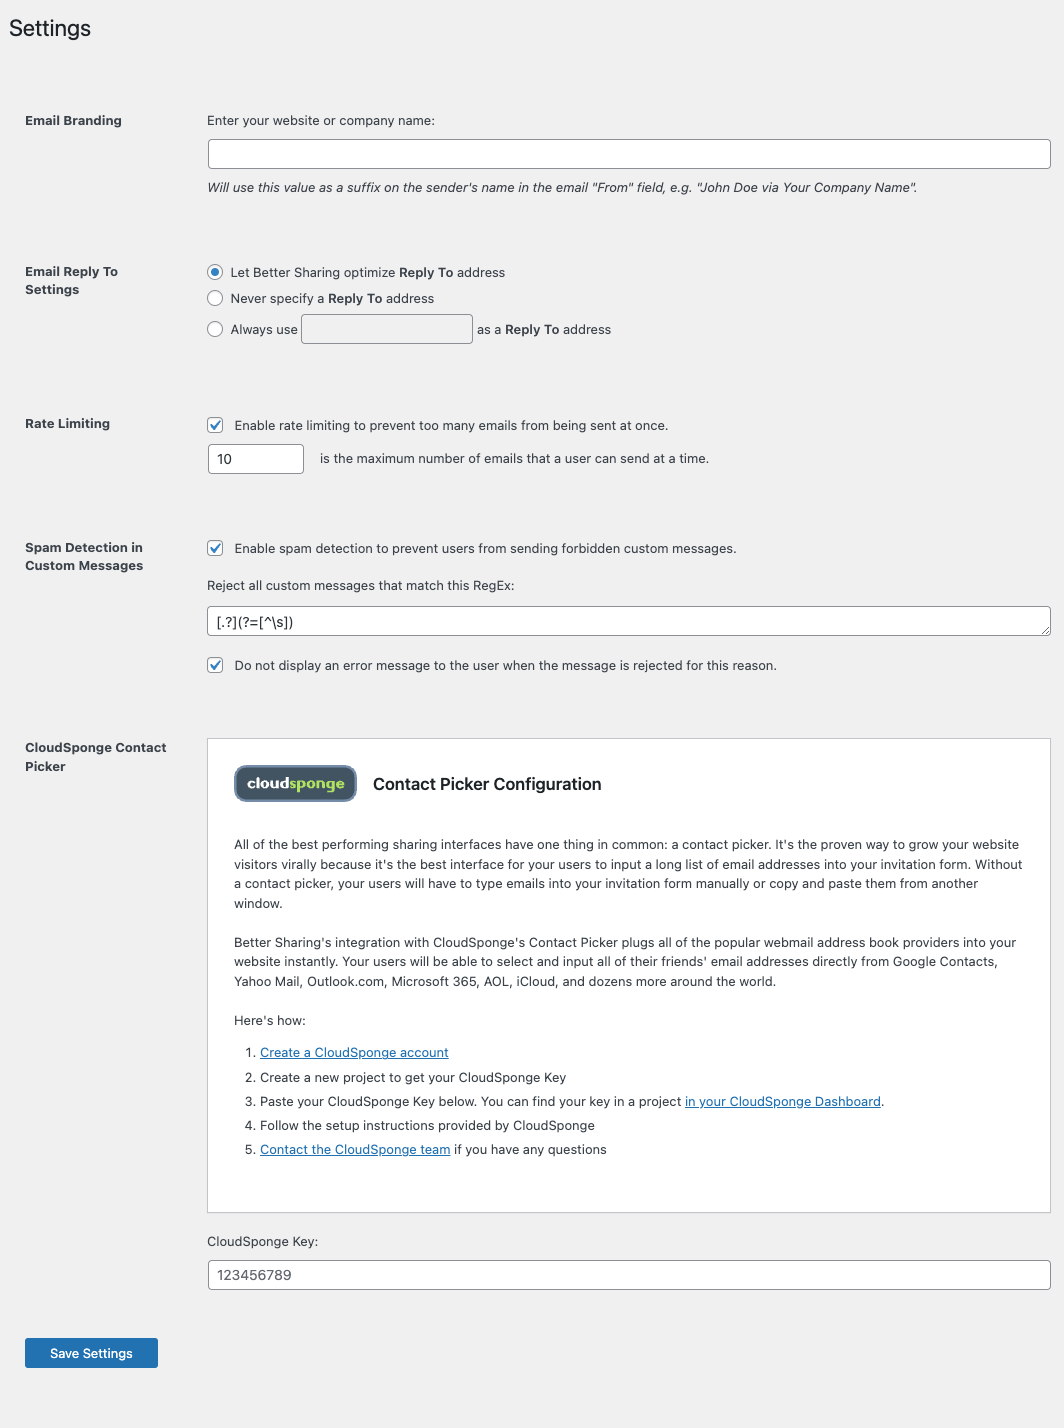 Settings
Email Branding
Enter your website or company name:
Will use this value as a suffix on the sender's name in the email "From" field, e.g. "John Doe via Your Company Name".
Email Reply To
Settings
Let Better Sharing optimize Reply To address
Never specify a Reply To address
Always use as a Reply To address
Rate Limiting
Enable rate limiting to prevent too many emails from being sent at once.
10 is the maximum number of emails that a user can send at a time.
Spam Detection in
Custom Messages
Enable spam detection to prevent users from sending forbidden custom messages.
Reject all custom messages that match this RegEx:
[.?](?=[^\s])
Do not display an error message to the user when the message is rejected for this reason.
CloudSponge Contact
Picker
cloudsponge Contact Picker Configuration
All of the best performing sharing interfaces have one thing in common: a contact picker. It's the proven way to grow your website
visitors virally because it's the best interface for your users to input a long list of email addresses into your invitation form. Without
a contact picker, your users will have to type emails into your invitation form manually or copy and paste them from another
window.
Better Sharing's integration with CloudSponge's Contact Picker plugs all of the popular webmail address book providers into your
website instantly. Your users will be able to select and input all of their friends' email addresses directly from Google Contacts,
Yahoo Mail, Outlook.com, Microsoft 365, AOL, iCloud, and dozens more around the world.
Here's how:
1. Create a CloudSponge account
2. Create a new project to get your CloudSponge Key
3. Paste your CloudSponge Key below. You can find your key in a project in your CloudSponge Dashboard.
4. Follow the setup instructions provided by CloudSponge
5. Contact the CloudSponge team if you have any questions
CloudSponge Key:
123456789
Save Settings